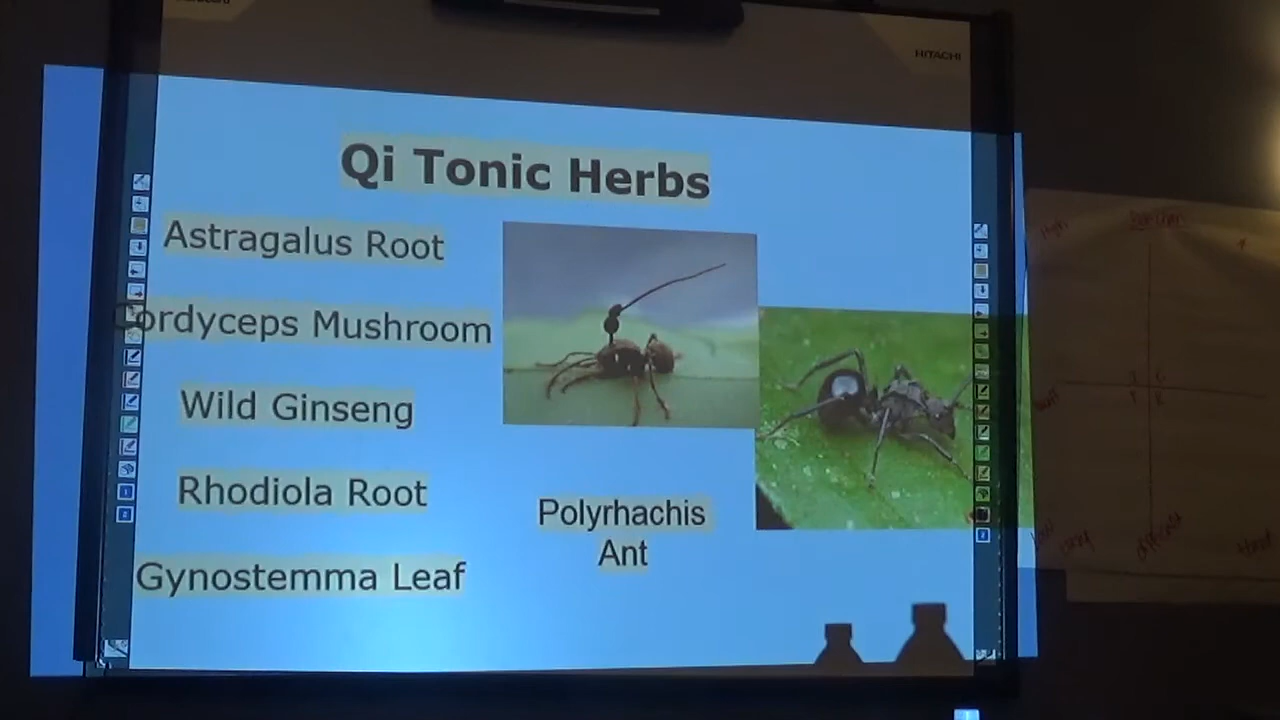 HITACHI
Qi Tonic Herbs
Astragalus Root
Cordyceps Mushroom
Wild Ginseng
Rhodiola Root
Gynostemma Leaf
Polyrhachis
Ant